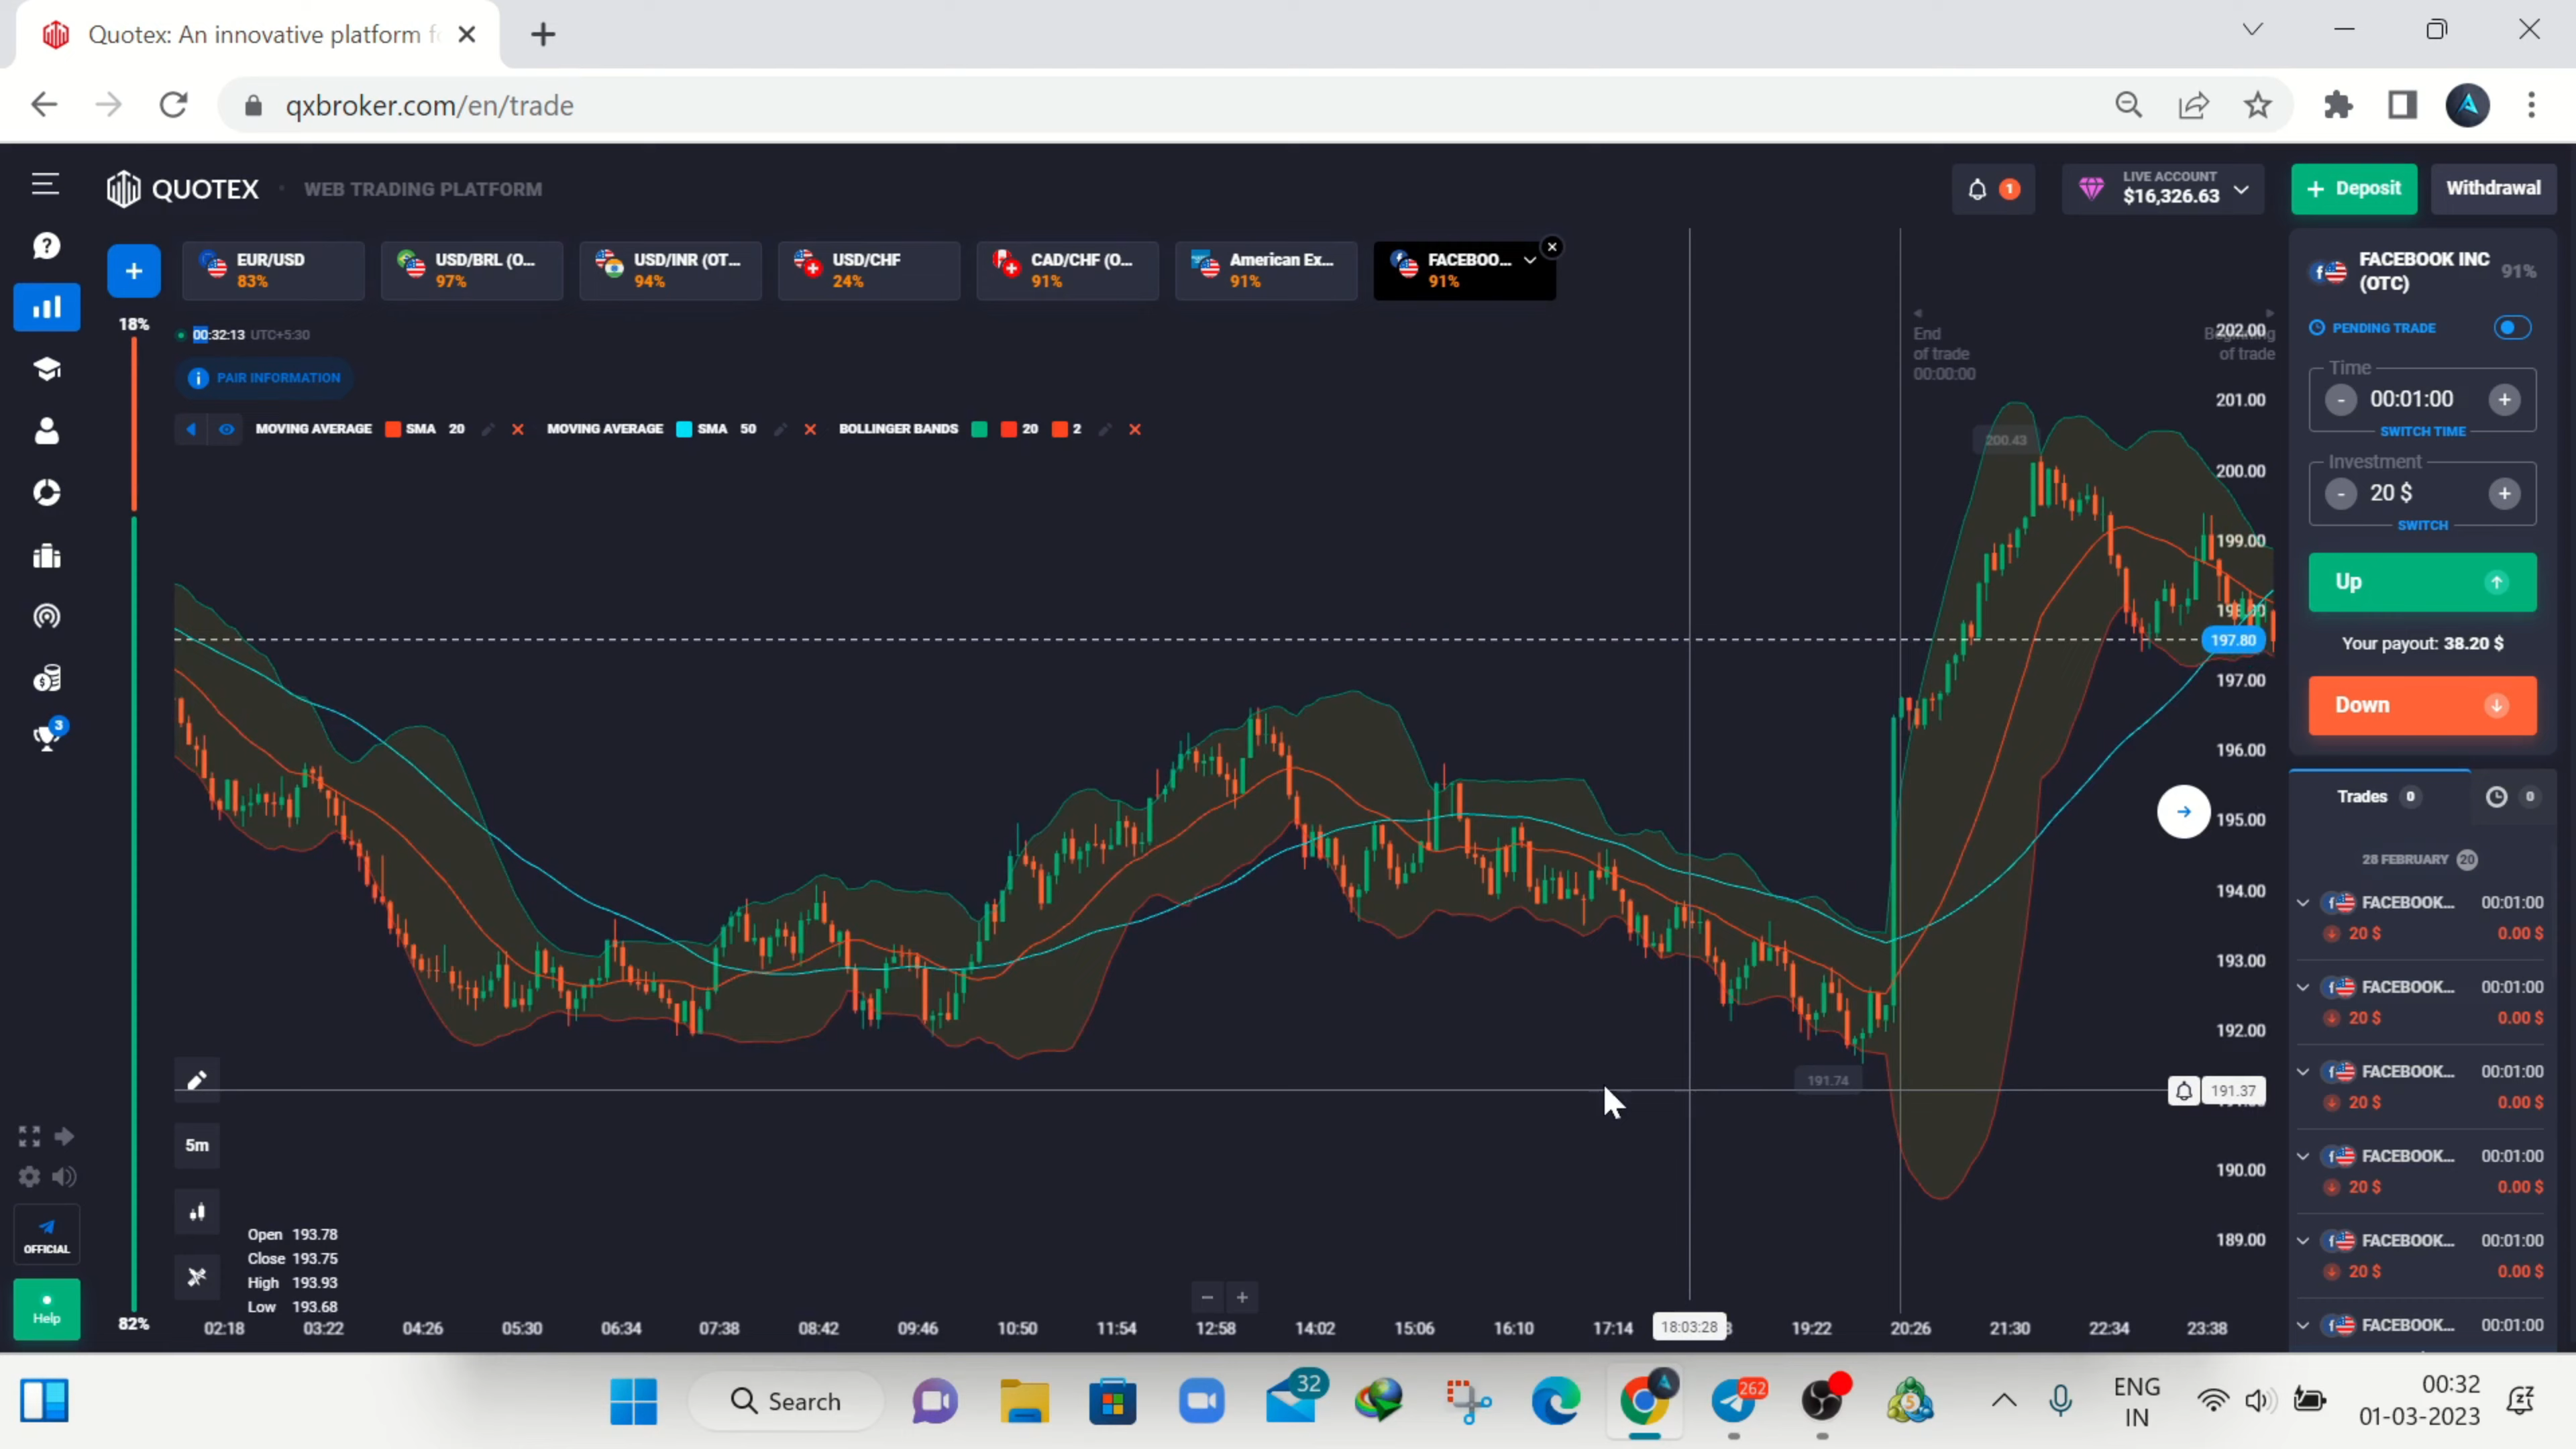 Quotex: An innovative platform f
qxbroker.com/en/trade
QUOTEX · WEB TRADING PLATFORM
1
LIVE ACCOUNT
$16,326.63
+ Deposit
Withdrawal
EUR/USD
83%
USD/BRL (O...
97%
USD/INR (OT...
94%
USD/CHF
24%
CAD/CHF (O...
91%
American Ex...
91%
FACEBOO...
91%
18%
00:32:13 UTC+5:30
PAIR INFORMATION
MOVING AVERAGE SMA 20 MOVING AVERAGE SMA 50 BOLLINGER BANDS 20 2
End
of trade
00:00:00
of trade
202.00
201.00
200.43
200.00
199.00
197.80
197.00
196.00
195.00
194.00
193.00
192.00
191.74
191.37
190.00
189.00
3
OFFICIAL
Help
82%
5m
Open 193.78
Close 193.75
High 193.93
Low 193.68
02:18 03:22 04:26 05:30 06:34 07:38 08:42 09:46 10:50 11:54 12:58 14:02 15:06 16:10 17:14 18:03:28 19:22 20:26 21:30 22:34 23:38
FACEBOOK INC
(OTC)
91%
PENDING TRADE
Time
- 00:01:00 +
SWITCH TIME
Investment
- 20 $ +
SWITCH
Up
Your payout: 38.20 $
Down
Trades 0
0
28 FEBRUARY 20
FACEBOOK... 00:01:00
20 $ 0.00 $
FACEBOOK... 00:01:00
20 $ 0.00 $
FACEBOOK... 00:01:00
20 $ 0.00 $
FACEBOOK... 00:01:00
20 $ 0.00 $
FACEBOOK... 00:01:00
20 $ 0.00 $
FACEBOOK... 00:01:00
Search
32
262
5
ENG
IN
00:32
01-03-2023